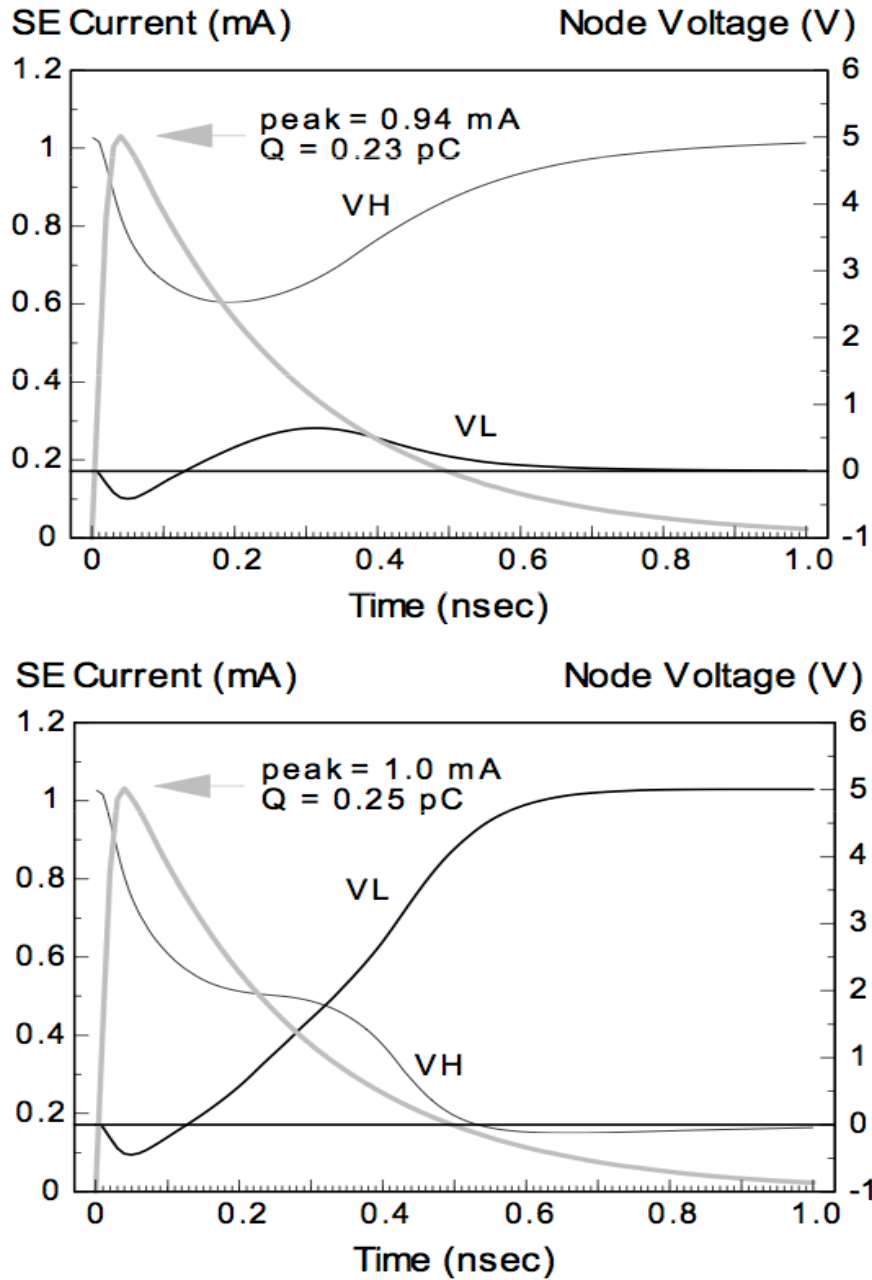 SE Current (mA) Node Voltage (V)
1.2 6
peak = 0.94 mA
Q = 0.23 pC
1 5
VH
0.8 4
3
0.6
2
0.4
1
VL
0.2 0
0 -1
0 0.2 0.4 0.6 0.8 1.0
Time (nsec)
SE Current (mA) Node Voltage (V)
1.2 6
peak = 1.0 mA
Q = 0.25 pC
1 5
VL
0.8 4
3
0.6
2
0.4
VH 1
0.2 0
0 -1
0 0.2 0.4 0.6 0.8 1.0
Time (nsec)